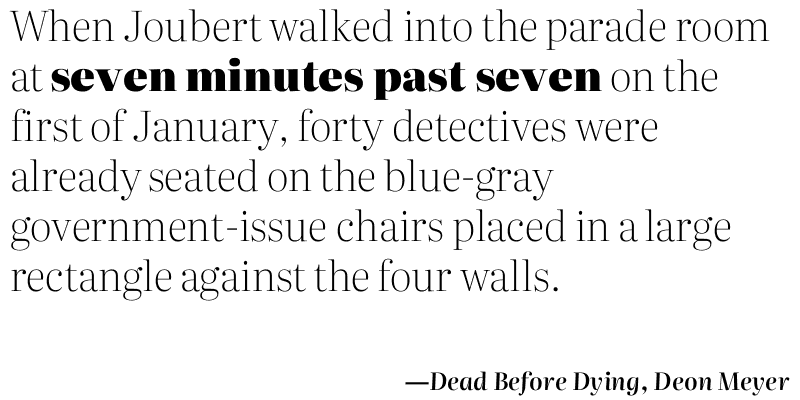 When Joubert walked into the parade room
at seven minutes past seven on the
first of January, forty detectives were
already seated on the blue-gray
government-issue chairs placed in a large
rectangle against the four walls.
—Dead Before Dying, Deon Meyer